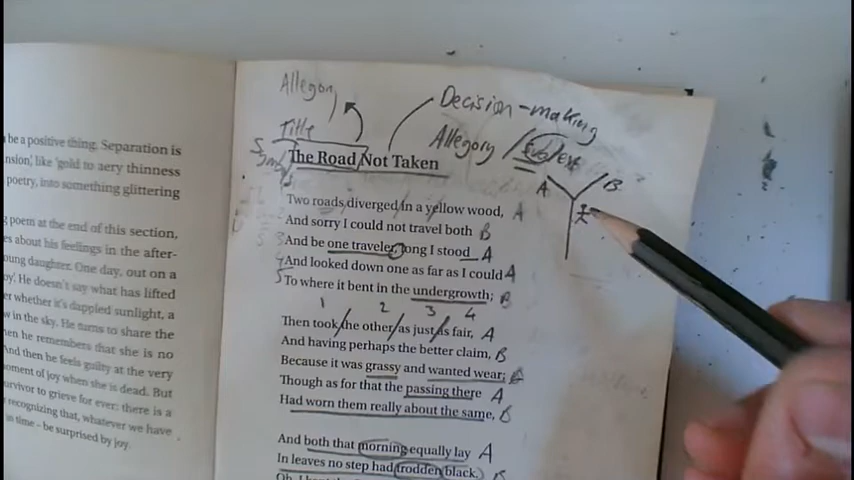 be a positive thing. Separation is
nsion', like 'gold to aery thinness
poetry, into something glittering
g poem at the end of this section,
es about his feelings in the after-
oung daughter. One day, out on a
oy'. He doesn't say what has lifted
er whether it's dappled sunlight, a
w in the sky. He turns to share the
hen he remembers that she is no
And then he feels guilty at the very
moment of joy when she is dead. But
urvivor to grieve for ever: there is a
recognizing that, whatever we have
in time - be surprised by joy.
Allegory
Decision-making
Title
Allegory /
The Road Not Taken
A B
Two roads diverged in a yellow wood, A
And sorry I could not travel both B
3 And be one traveler, long I stood A
4 And looked down one as far as I could A
5 To where it bent in the undergrowth; B
1 2 3 4
Then took the other, as just as fair, A
And having perhaps the better claim, B
Because it was grassy and wanted wear;
Though as for that the passing there A
Had worn them really about the same, B
And both that morning equally lay A
In leaves no step had trodden black. B